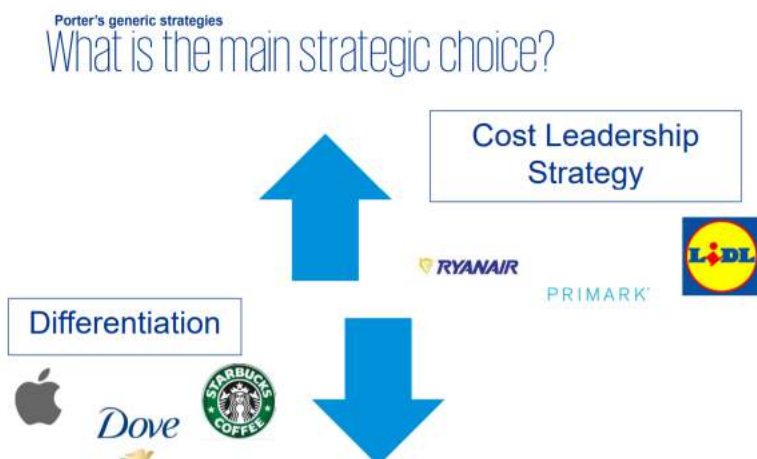 Porter's generic strategies
What is the main strategic choice?
Cost Leadership
Strategy
RYANAIR
LiDL
PRIMARK
Differentiation
STARBUCKS
COFFEE
Dove